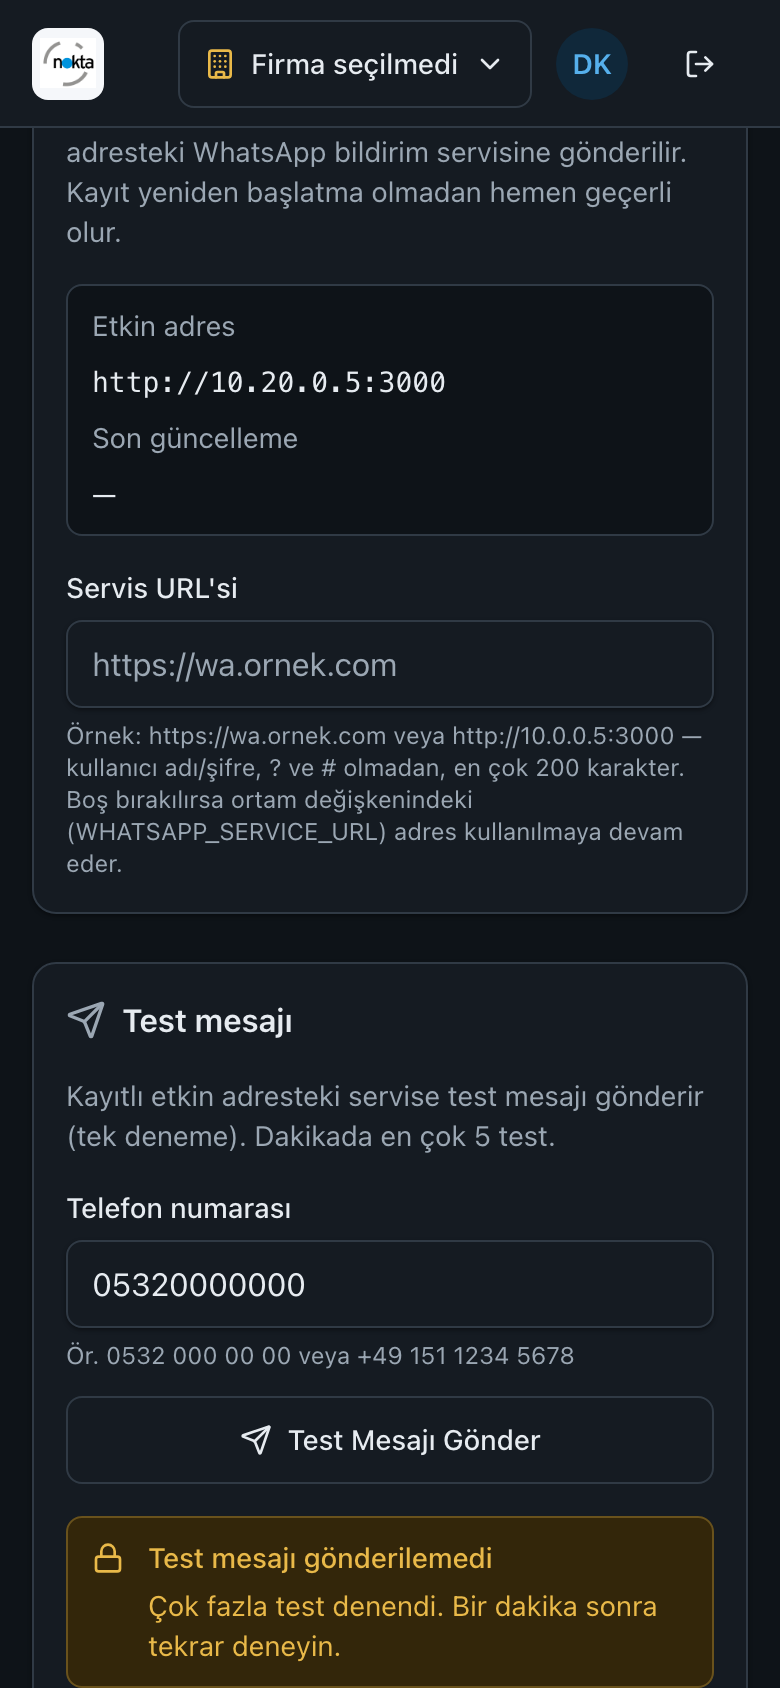 nokta
Firma seçilmedi
DK
adresteki WhatsApp bildirim servisine gönderilir.
Kayıt yeniden başlatma olmadan hemen geçerli
olur.
Etkin adres
http://10.20.0.5:3000
Son güncelleme
—
Servis URL'si
https://wa.ornek.com
Örnek: https://wa.ornek.com veya http://10.0.0.5:3000 —
kullanıcı adı/şifre, ? ve # olmadan, en çok 200 karakter.
Boş bırakılırsa ortam değişkenindeki
(WHATSAPP_SERVICE_URL) adres kullanılmaya devam
eder.
Test mesajı
Kayıtlı etkin adresteki servise test mesajı gönderir
(tek deneme). Dakikada en çok 5 test.
Telefon numarası
05320000000
Ör. 0532 000 00 00 veya +49 151 1234 5678
Test Mesajı Gönder
Test mesajı gönderilemedi
Çok fazla test denendi. Bir dakika sonra
tekrar deneyin.